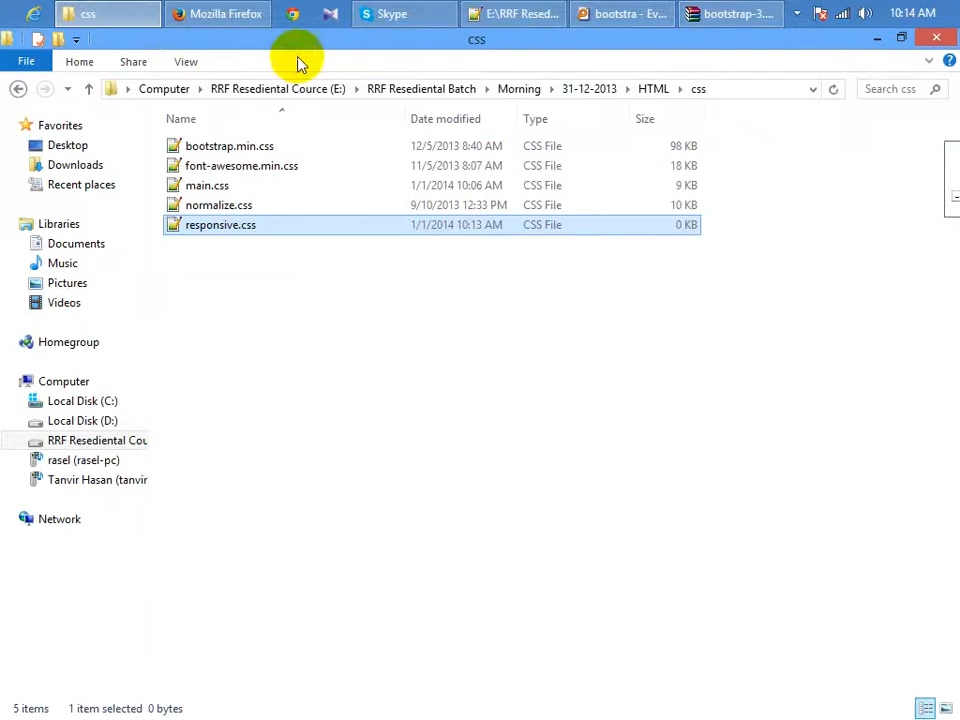 css
Mozilla Firefox
Skype
E:\RRF Resed...
bootstra - Ev...
bootstrap-3....
10:14 AM
css
File
Home
Share
View
Computer
RRF Resediental Cource (E:)
RRF Resediental Batch
Morning
31-12-2013
HTML
css
Search css
Name
Date modified
Type
Size
bootstrap.min.css 12/5/2013 8:40 AM CSS File 98 KB
font-awesome.min.css 11/5/2013 8:07 AM CSS File 18 KB
main.css 1/1/2014 10:06 AM CSS File 9 KB
normalize.css 9/10/2013 12:33 PM CSS File 10 KB
responsive.css 1/1/2014 10:13 AM CSS File 0 KB
Favorites
Desktop
Downloads
Recent places
Libraries
Documents
Music
Pictures
Videos
Homegroup
Computer
Local Disk (C:)
Local Disk (D:)
RRF Resediental Cou
rasel (rasel-pc)
Tanvir Hasan (tanvir
Network
5 items 1 item selected 0 bytes